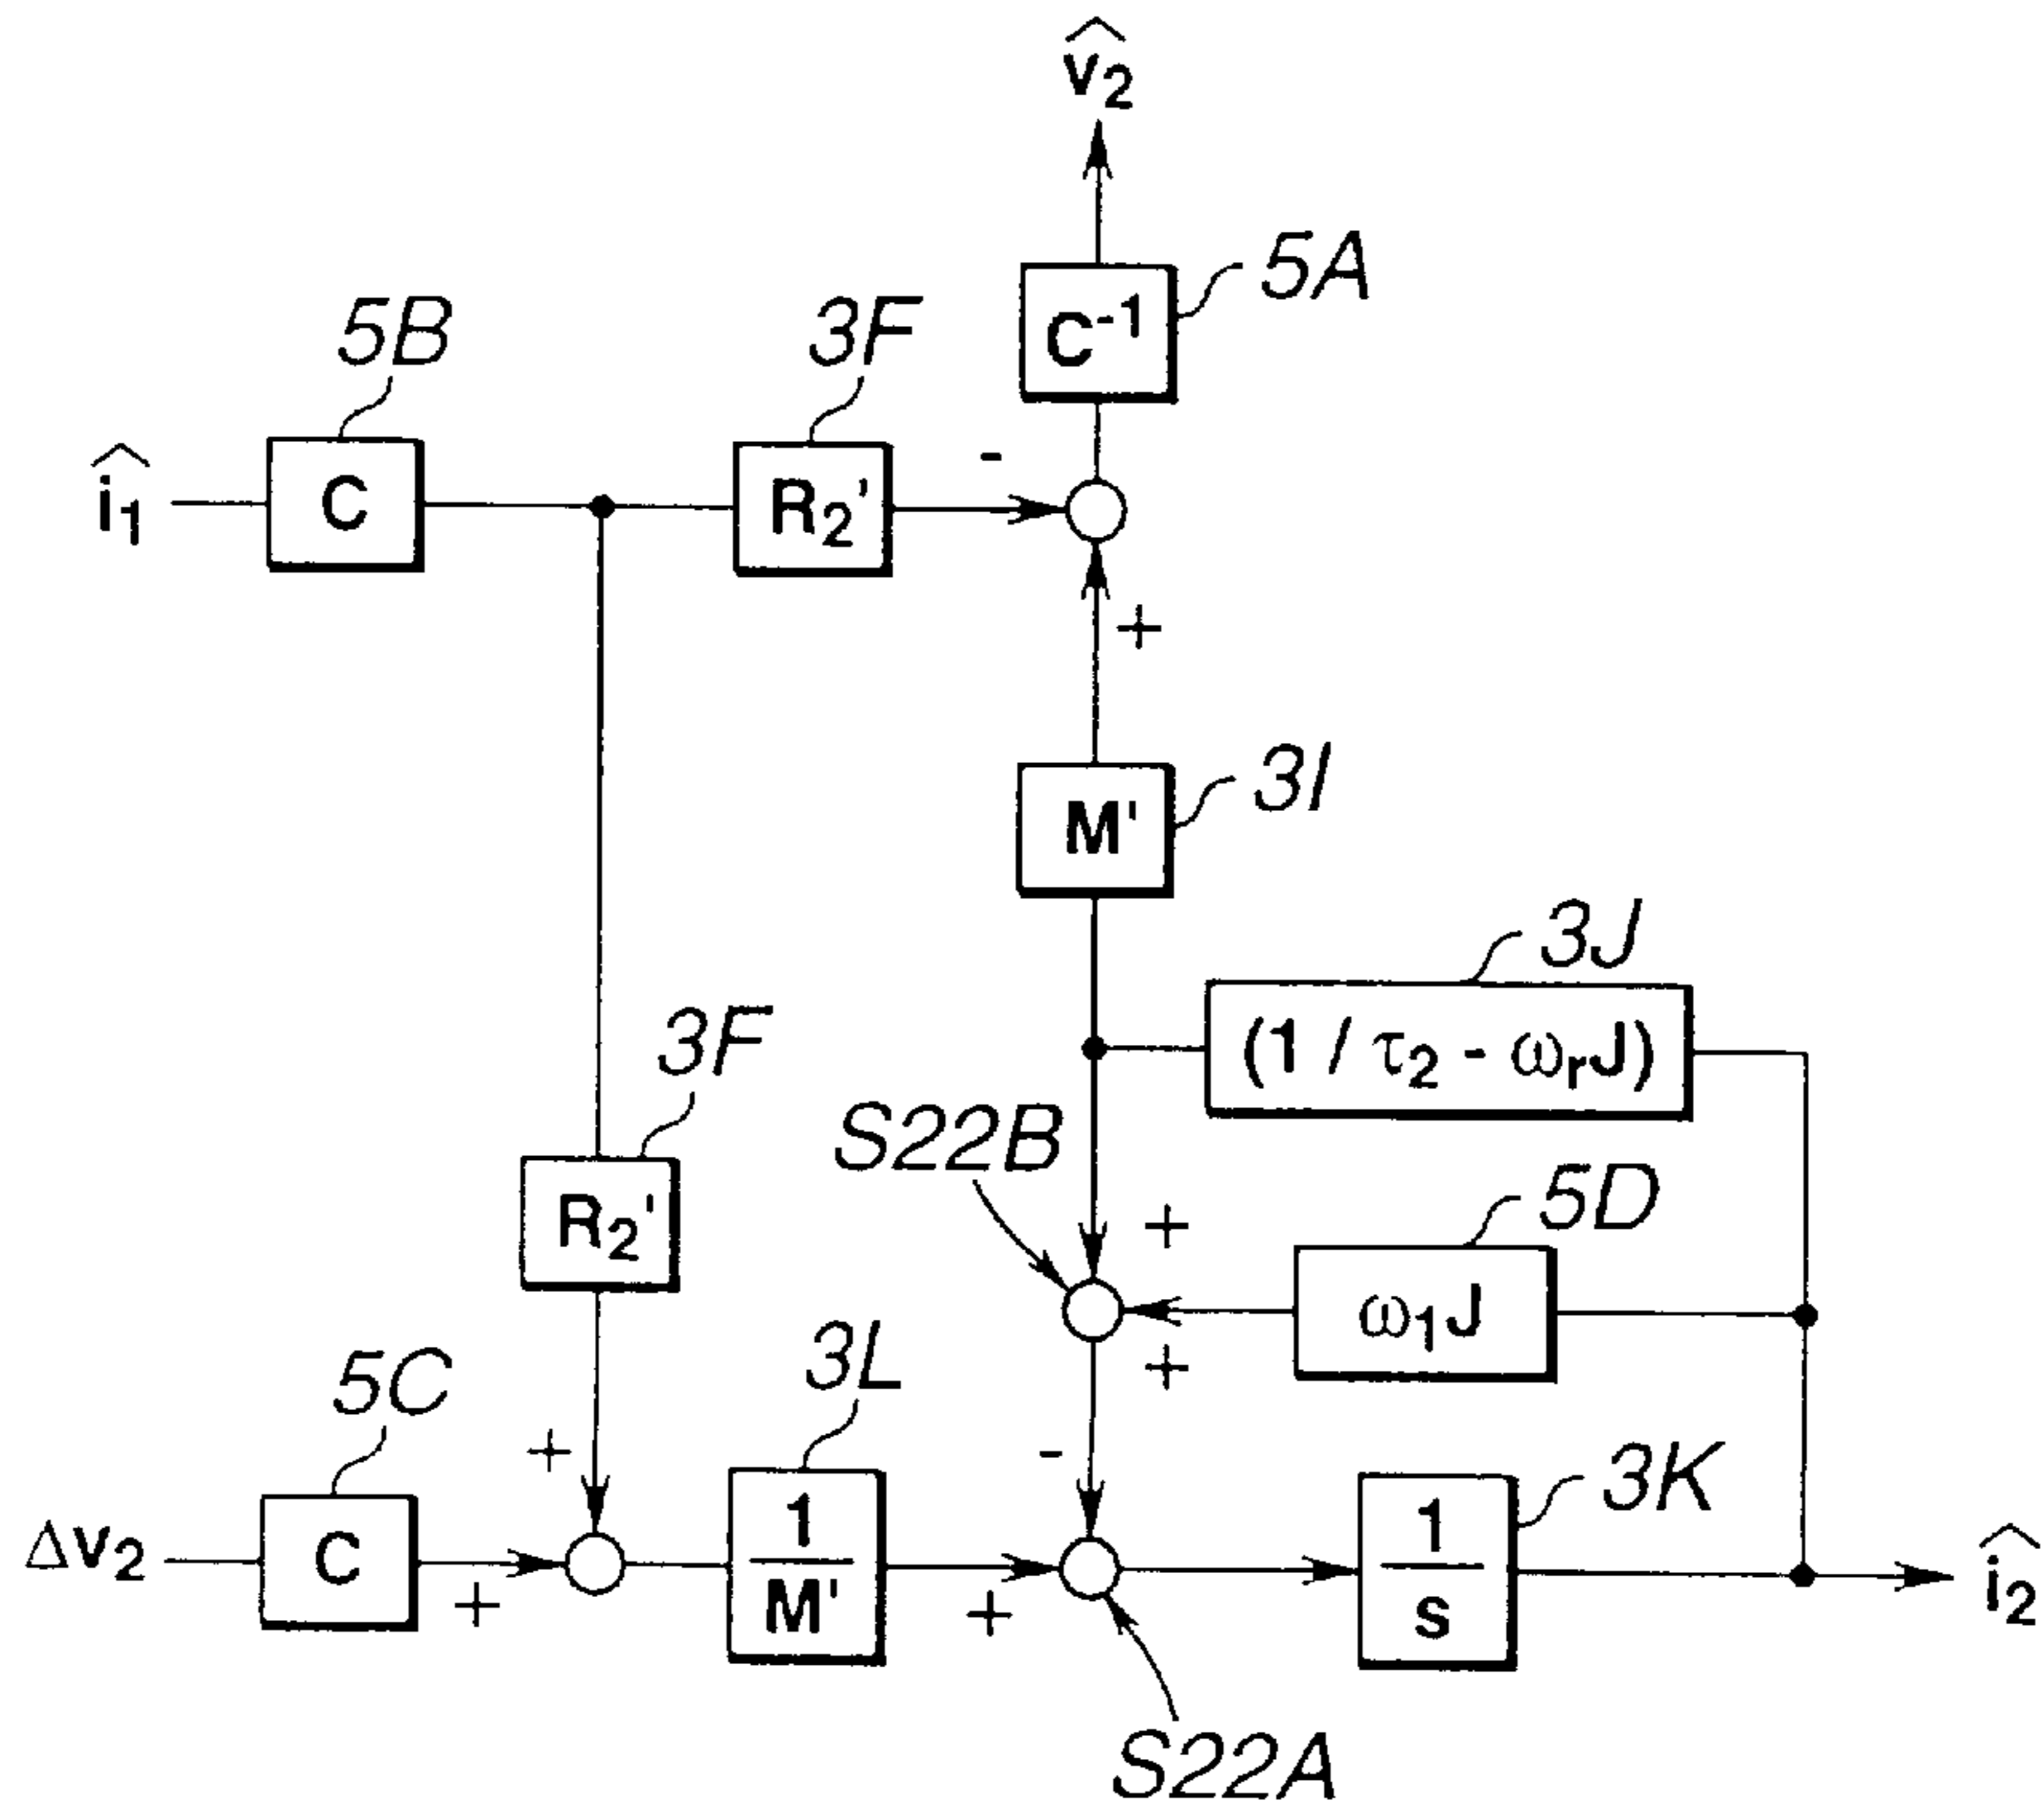 v̂₂
5A
C⁻¹
5B
3F
î₁
C
R₂'
-
+
M'
3I
3J
(1 / τ₂ - ωᵣJ)
3F
S22B
R₂'
+
5D
ω₁J
+
5C
3L
+
-
3K
Δv₂
C
+
1
M'
+
1
s
î₂
S22A